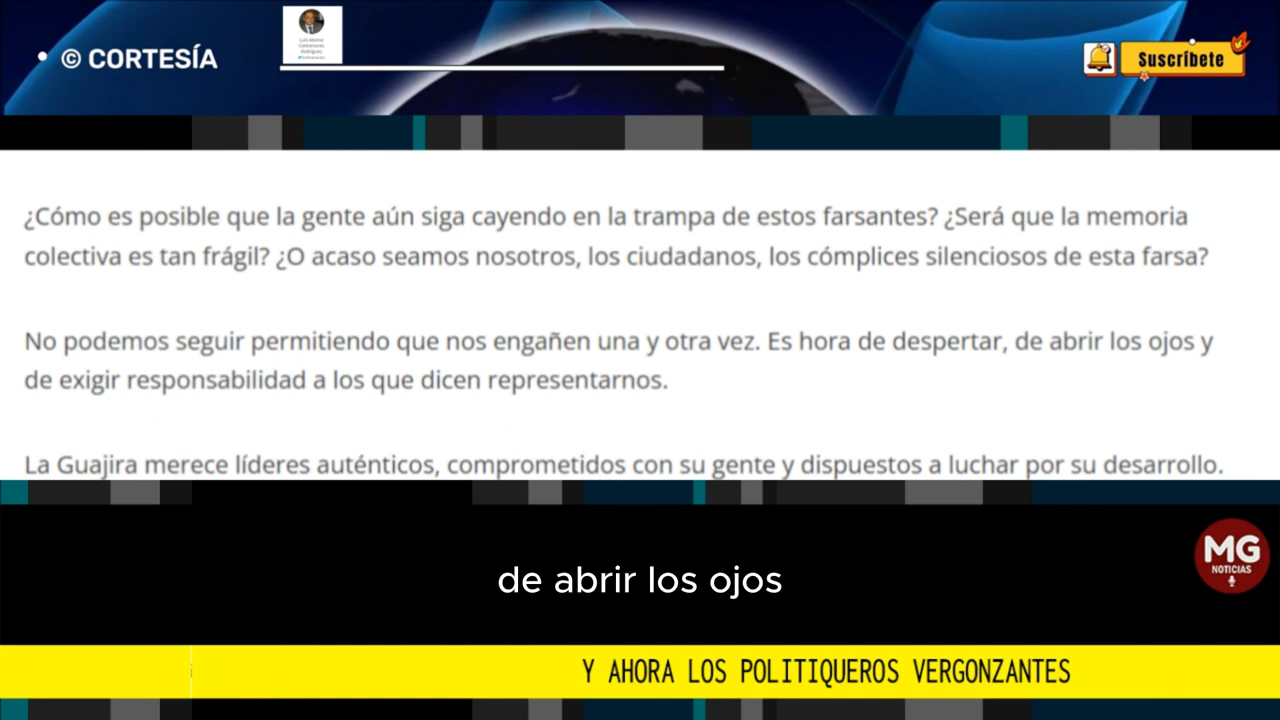 © CORTESÍA
Luis Alonso
Colmenares
Rodríguez
Suscríbete
¿Cómo es posible que la gente aún siga cayendo en la trampa de estos farsantes? ¿Será que la memoria
colectiva es tan frágil? ¿O acaso seamos nosotros, los ciudadanos, los cómplices silenciosos de esta farsa?
No podemos seguir permitiendo que nos engañen una y otra vez. Es hora de despertar, de abrir los ojos y
de exigir responsabilidad a los que dicen representarnos.
La Guajira merece líderes auténticos, comprometidos con su gente y dispuestos a luchar por su desarrollo.
MG
NOTICIAS
de abrir los ojos
Y AHORA LOS POLITIQUEROS VERGONZANTES